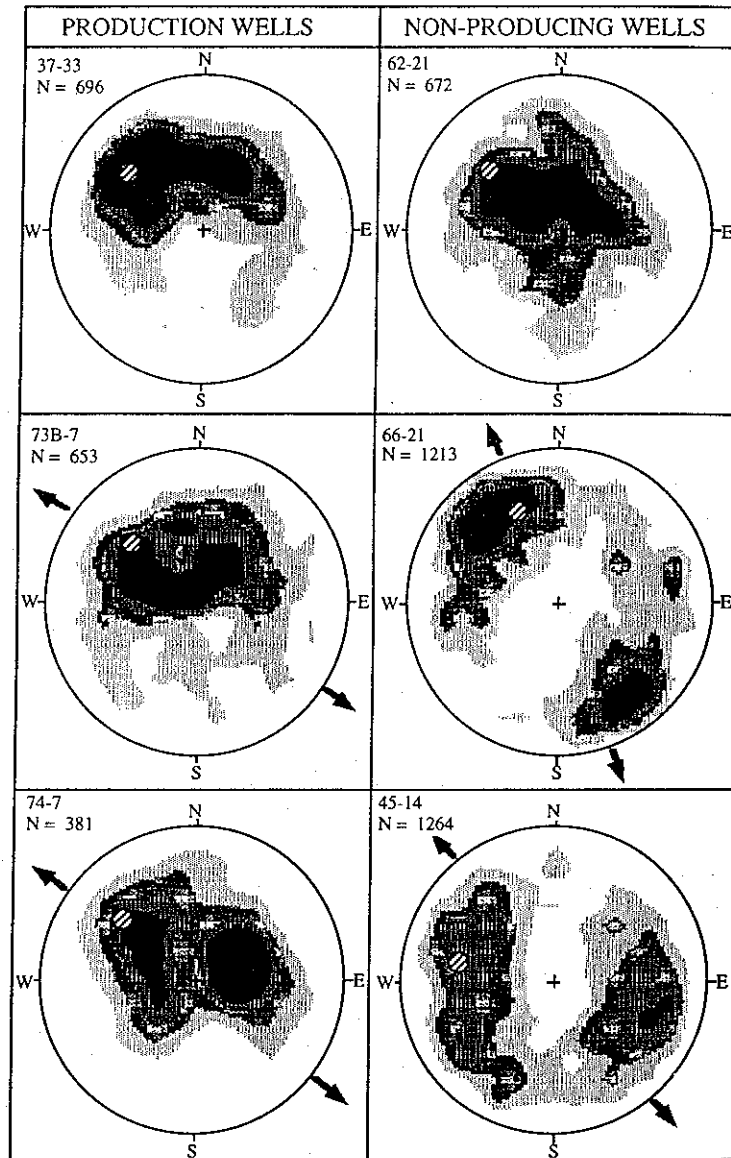 PRODUCTION WELLS
NON-PRODUCING WELLS
37-33
N = 696
N
W
E
S
62-21
N = 672
N
W
E
S
73B-7
N = 653
N
W
E
S
66-21
N = 1213
N
W
E
S
74-7
N = 381
N
W
E
S
45-14
N = 1264
N
W
E
S